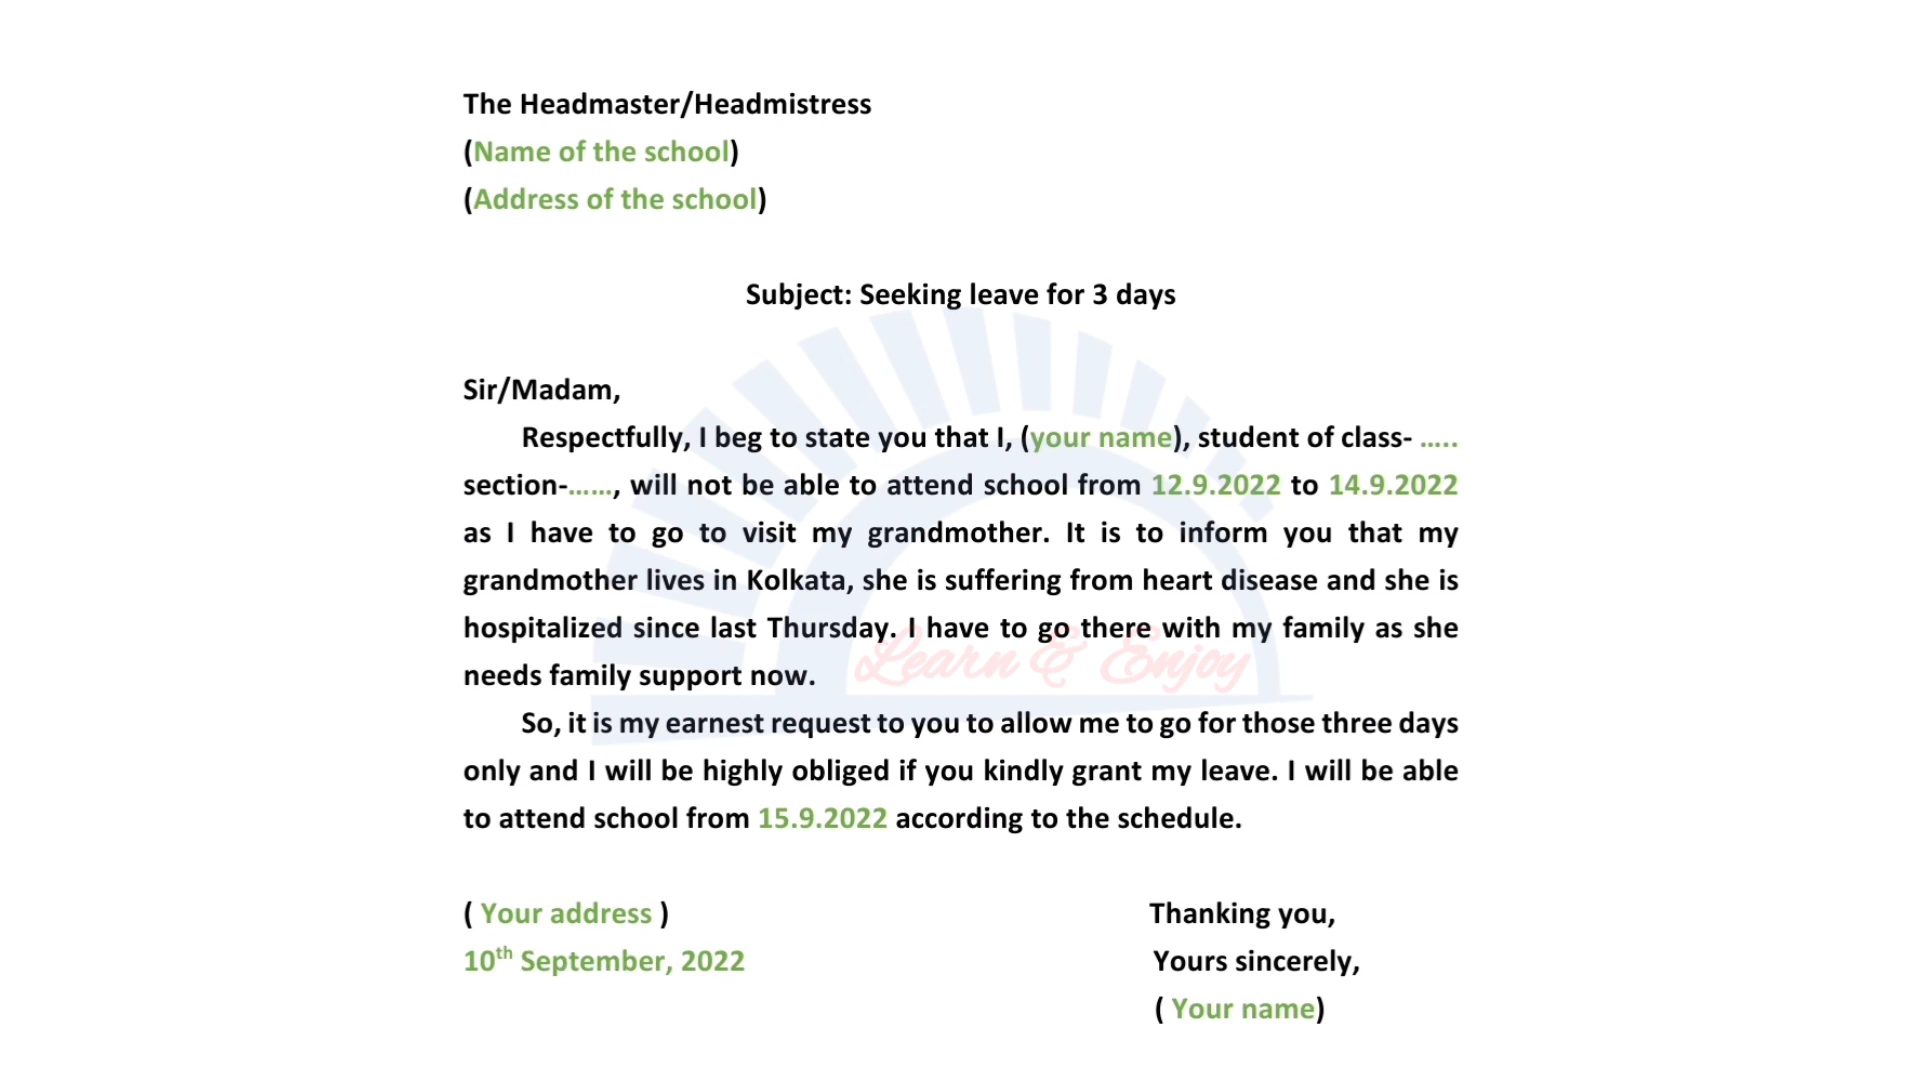 The Headmaster/Headmistress
(Name of the school)
(Address of the school)
Subject: Seeking leave for 3 days
Sir/Madam,
Respectfully, I beg to state you that I, (your name), student of class- …..
section-……, will not be able to attend school from 12.9.2022 to 14.9.2022
as I have to go to visit my grandmother. It is to inform you that my
grandmother lives in Kolkata, she is suffering from heart disease and she is
hospitalized since last Thursday. I have to go there with my family as she
needs family support now.
Learn & Enjoy
So, it is my earnest request to you to allow me to go for those three days
only and I will be highly obliged if you kindly grant my leave. I will be able
to attend school from 15.9.2022 according to the schedule.
( Your address )
10th September, 2022
Thanking you,
Yours sincerely,
( Your name)